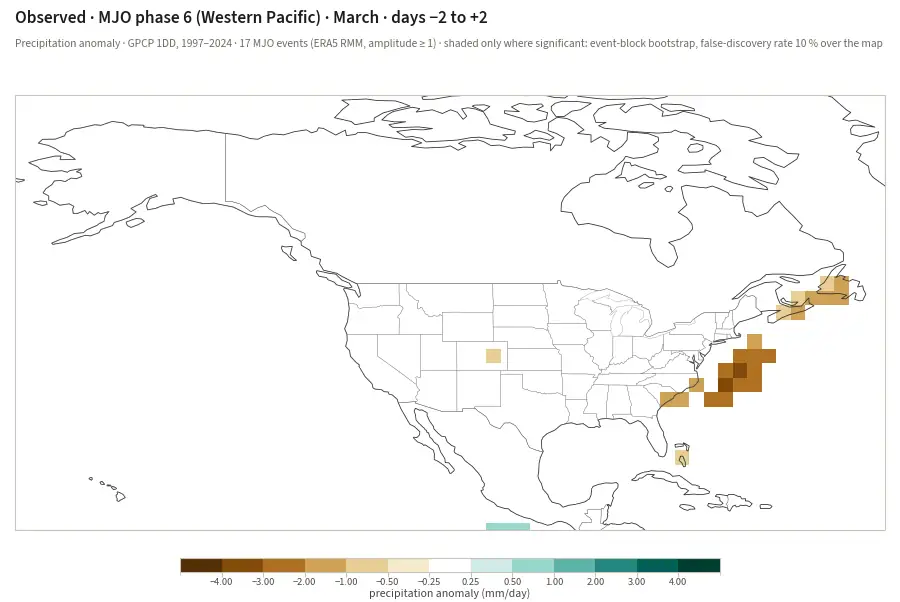 Observed · MJO phase 6 (Western Pacific) · March · days −2 to +2
Precipitation anomaly · GPCP 1DD, 1997–2024 · 17 MJO events (ERA5 RMM, amplitude ≥ 1) · shaded only where significant: event-block bootstrap, false-discovery rate 10 % over the map
−4.00 −3.00 −2.00 −1.00 −0.50 −0.25 0.25 0.50 1.00 2.00 3.00 4.00
precipitation anomaly (mm/day)